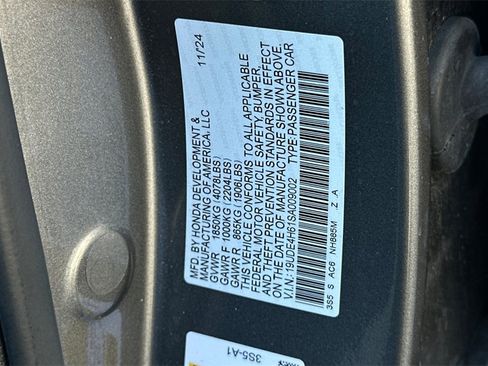 MFD. BY HONDA DEVELOPMENT & 11/24
MANUFACTURING OF AMERICA, LLC
GVWR 1850KG (4078LBS)
GAWR F 1000KG (2204LBS)
GAWR R 865KG (1906LBS)
THIS VEHICLE CONFORMS TO ALL APPLICABLE
FEDERAL MOTOR VEHICLE SAFETY, BUMPER,
AND THEFT PREVENTION STANDARDS IN EFFECT
ON THE DATE OF MANUFACTURE SHOWN ABOVE.
V.I.N.: 19UDE4H61SA009002 TYPE:PASSENGER CAR
3S5 S AC6 NH885M Z .A
3S5-A1